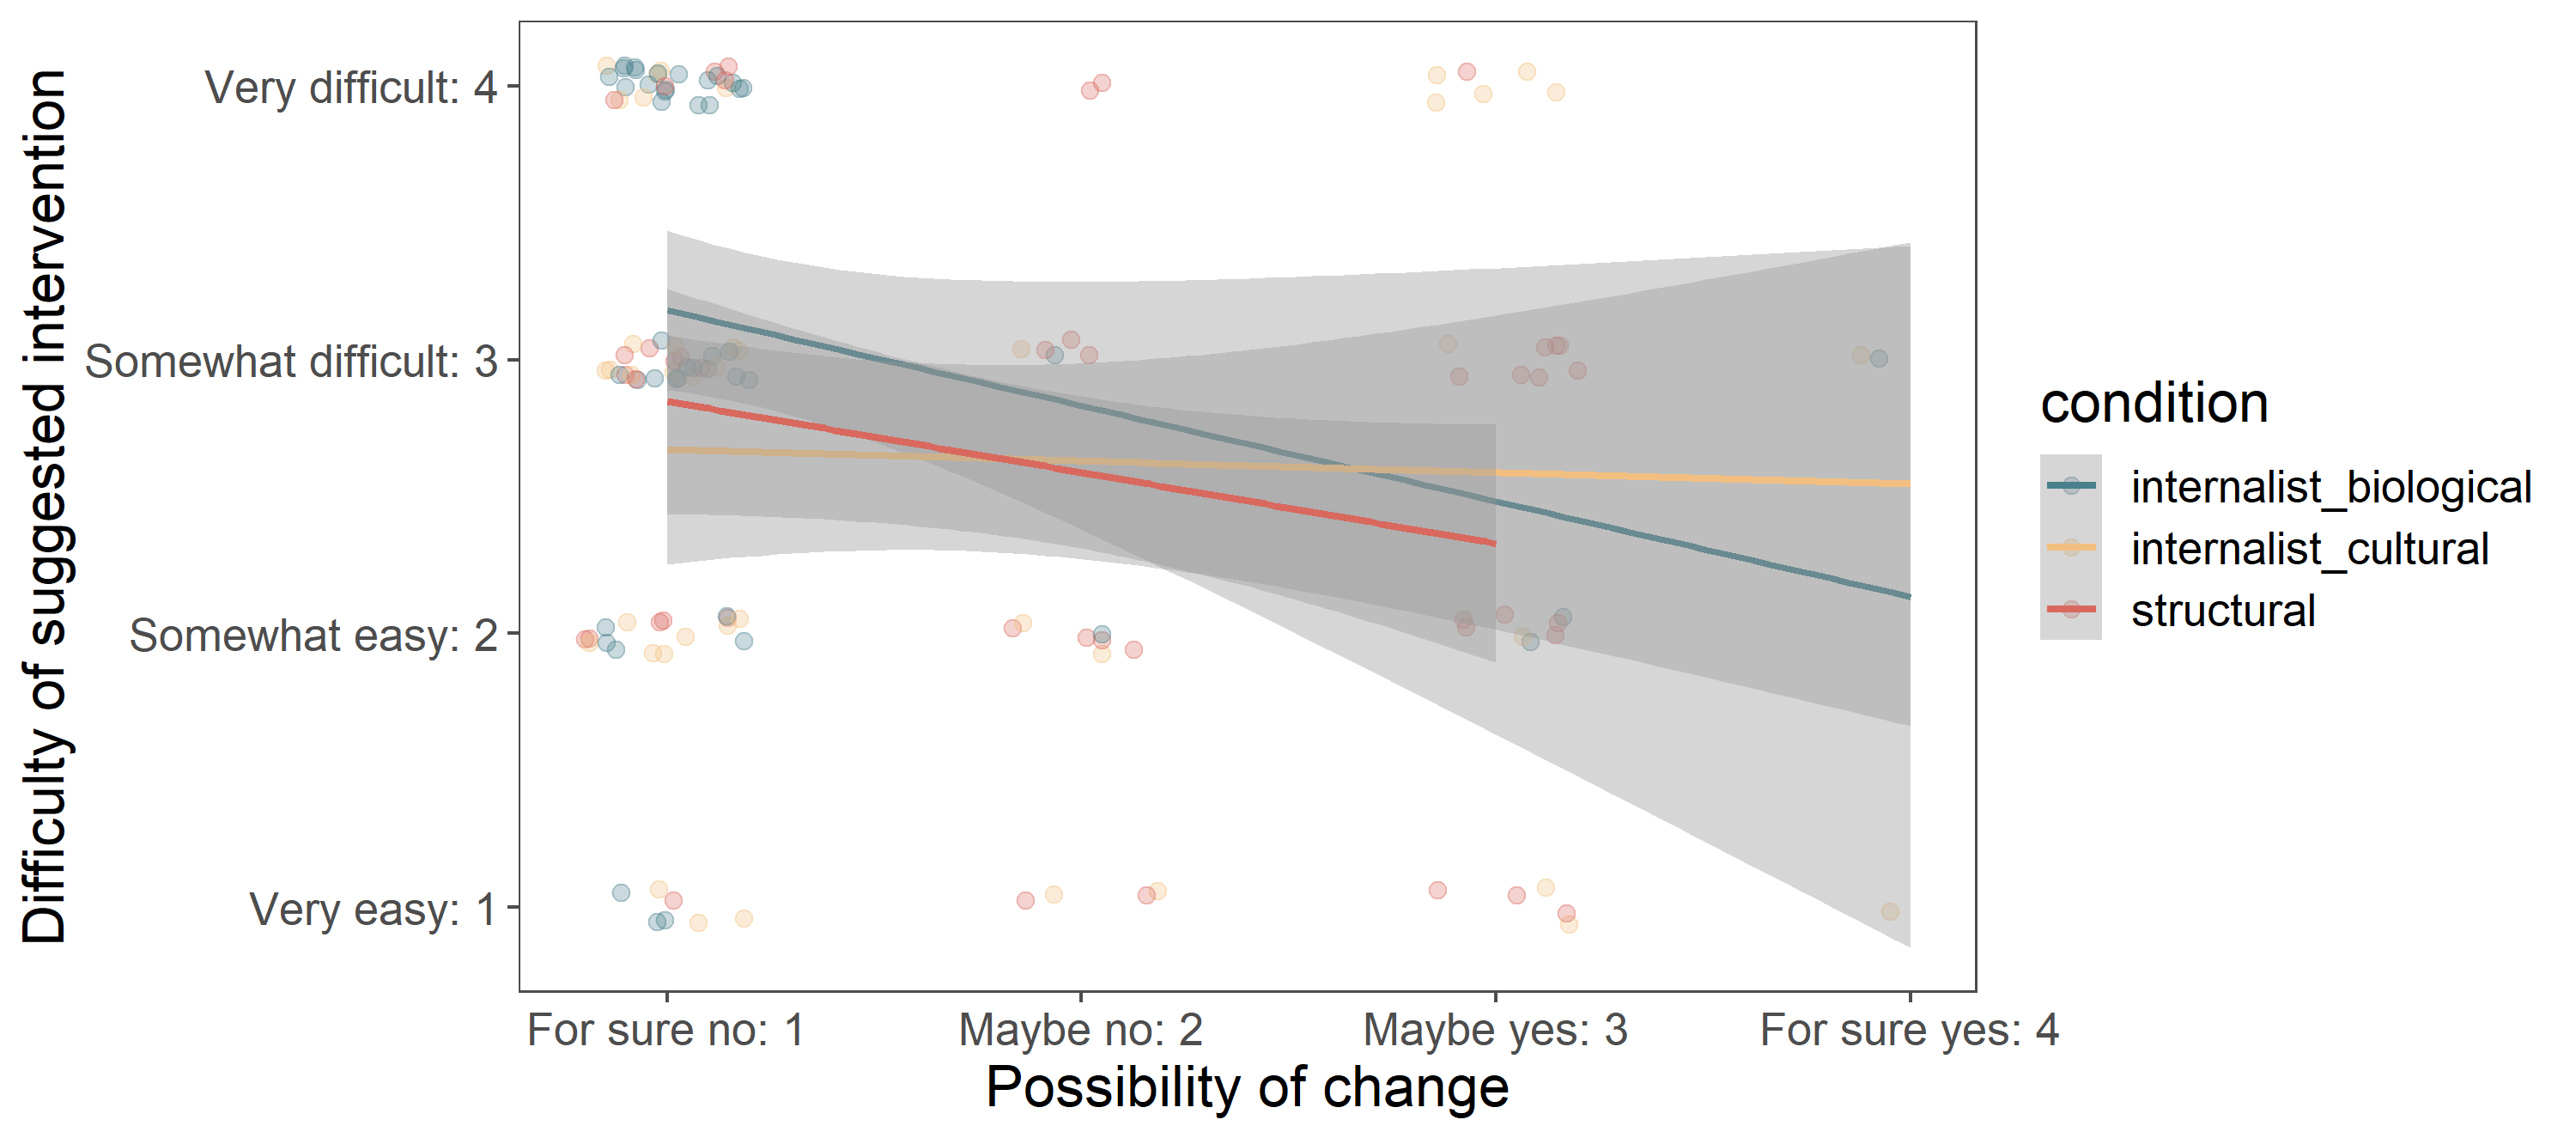 Difficulty of suggested intervention
Very difficult: 4
Somewhat difficult: 3
Somewhat easy: 2
Very easy: 1
For sure no: 1
Maybe no: 2
Maybe yes: 3
For sure yes: 4
Possibility of change
condition
internalist_biological
internalist_cultural
structural